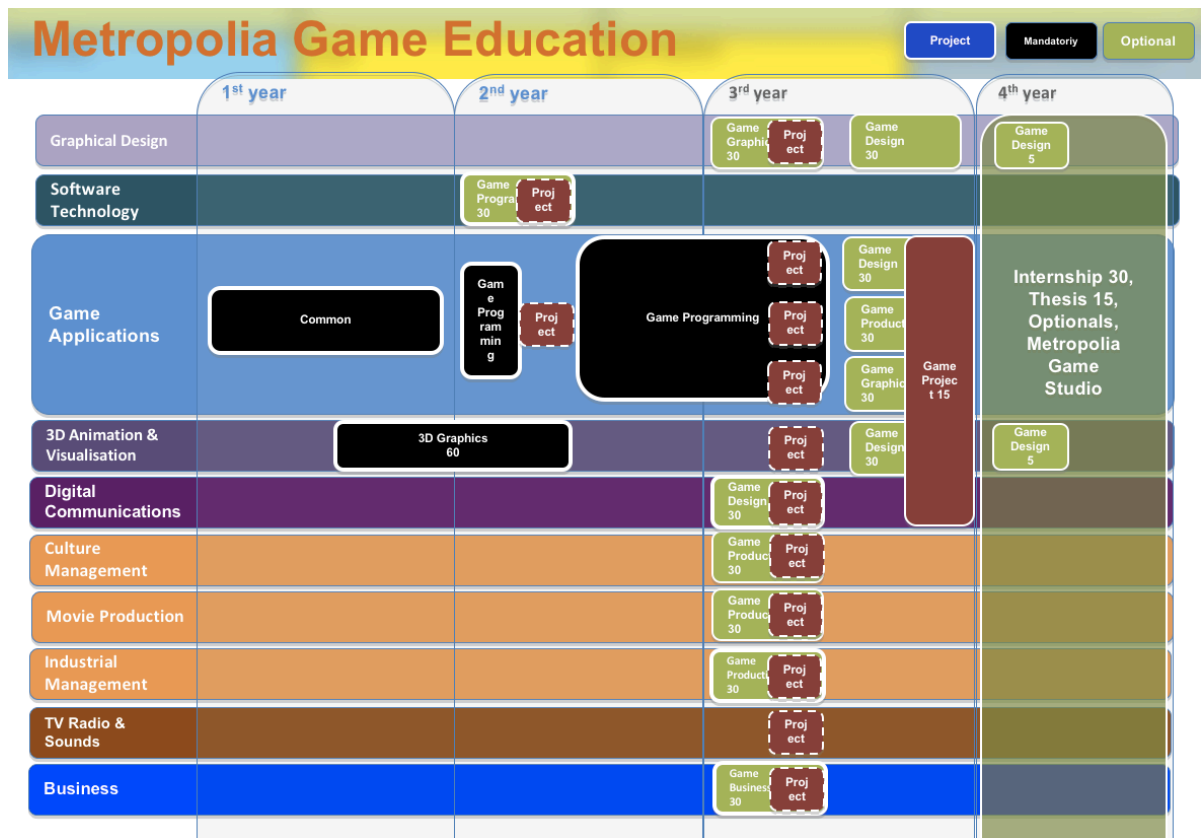 Metropolia Game Education
Project
Mandatoriy
Optional
1st year
2nd year
3rd year
4th year
Graphical Design
Game
Graphi
30
Proj
ect
Game
Design
30
Game
Design
5
Software
Technology
Game
Progra
30
Proj
ect
Game
Applications
Common
Gam
e
Prog
ram
min
g
Proj
ect
Game Programming
Proj
ect
Proj
ect
Proj
ect
Game
Design
30
Game
Product
30
Game
Graphic
30
Game
Projec
t 15
Internship 30,
Thesis 15,
Optionals,
Metropolia
Game
Studio
3D Animation &
Visualisation
3D Graphics
60
Proj
ect
Game
Design
30
Game
Design
5
Digital
Communications
Game
Design
30
Proj
ect
Culture
Management
Game
Produc
30
Proj
ect
Movie Production
Game
Produc
30
Proj
ect
Industrial
Management
Game
Producti
30
Proj
ect
TV Radio &
Sounds
Proj
ect
Business
Game
Busines
30
Proj
ect